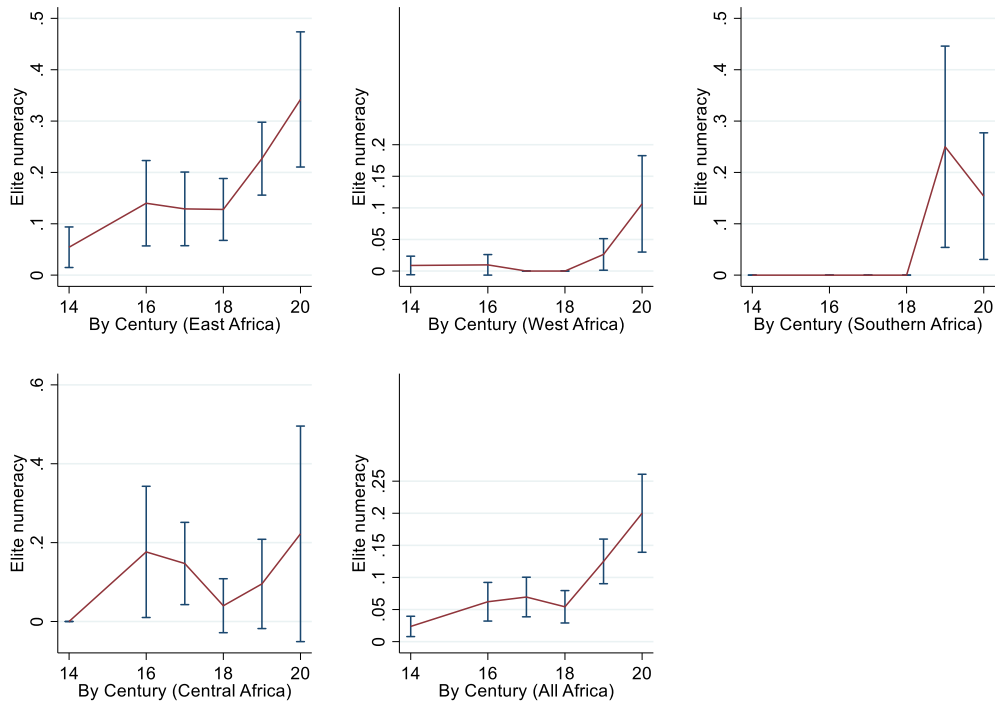 Elite numeracy
0 .1 .2 .3 .4 .5
14 16 18 20
By Century (East Africa)
Elite numeracy
0 .05 .1 .15 .2
14 16 18 20
By Century (West Africa)
Elite numeracy
0 .1 .2 .3 .4 .5
14 16 18 20
By Century (Southern Africa)
Elite numeracy
0 .2 .4 .6
14 16 18 20
By Century (Central Africa)
Elite numeracy
0 .05 .1 .15 .2 .25
14 16 18 20
By Century (All Africa)